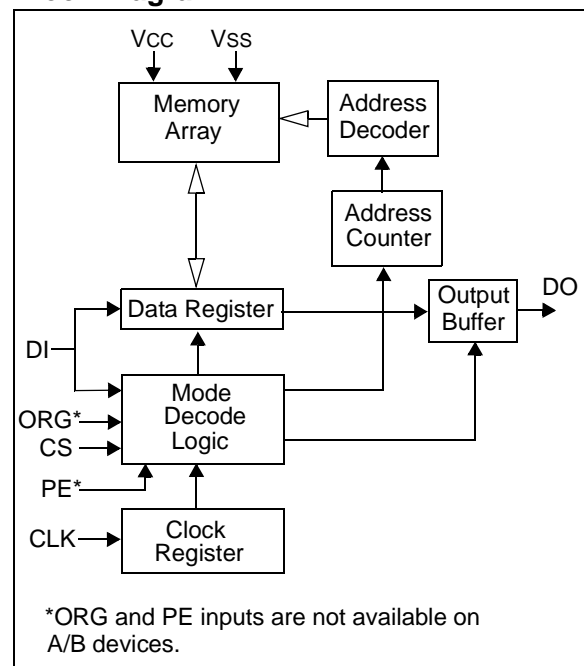 VCC VSS
Memory
Array
Address
Decoder
Address
Counter
Data Register
Output
Buffer
DO
DI
Mode
Decode
Logic
ORG*
CS
PE*
CLK
Clock
Register
*ORG and PE inputs are not available on
A/B devices.